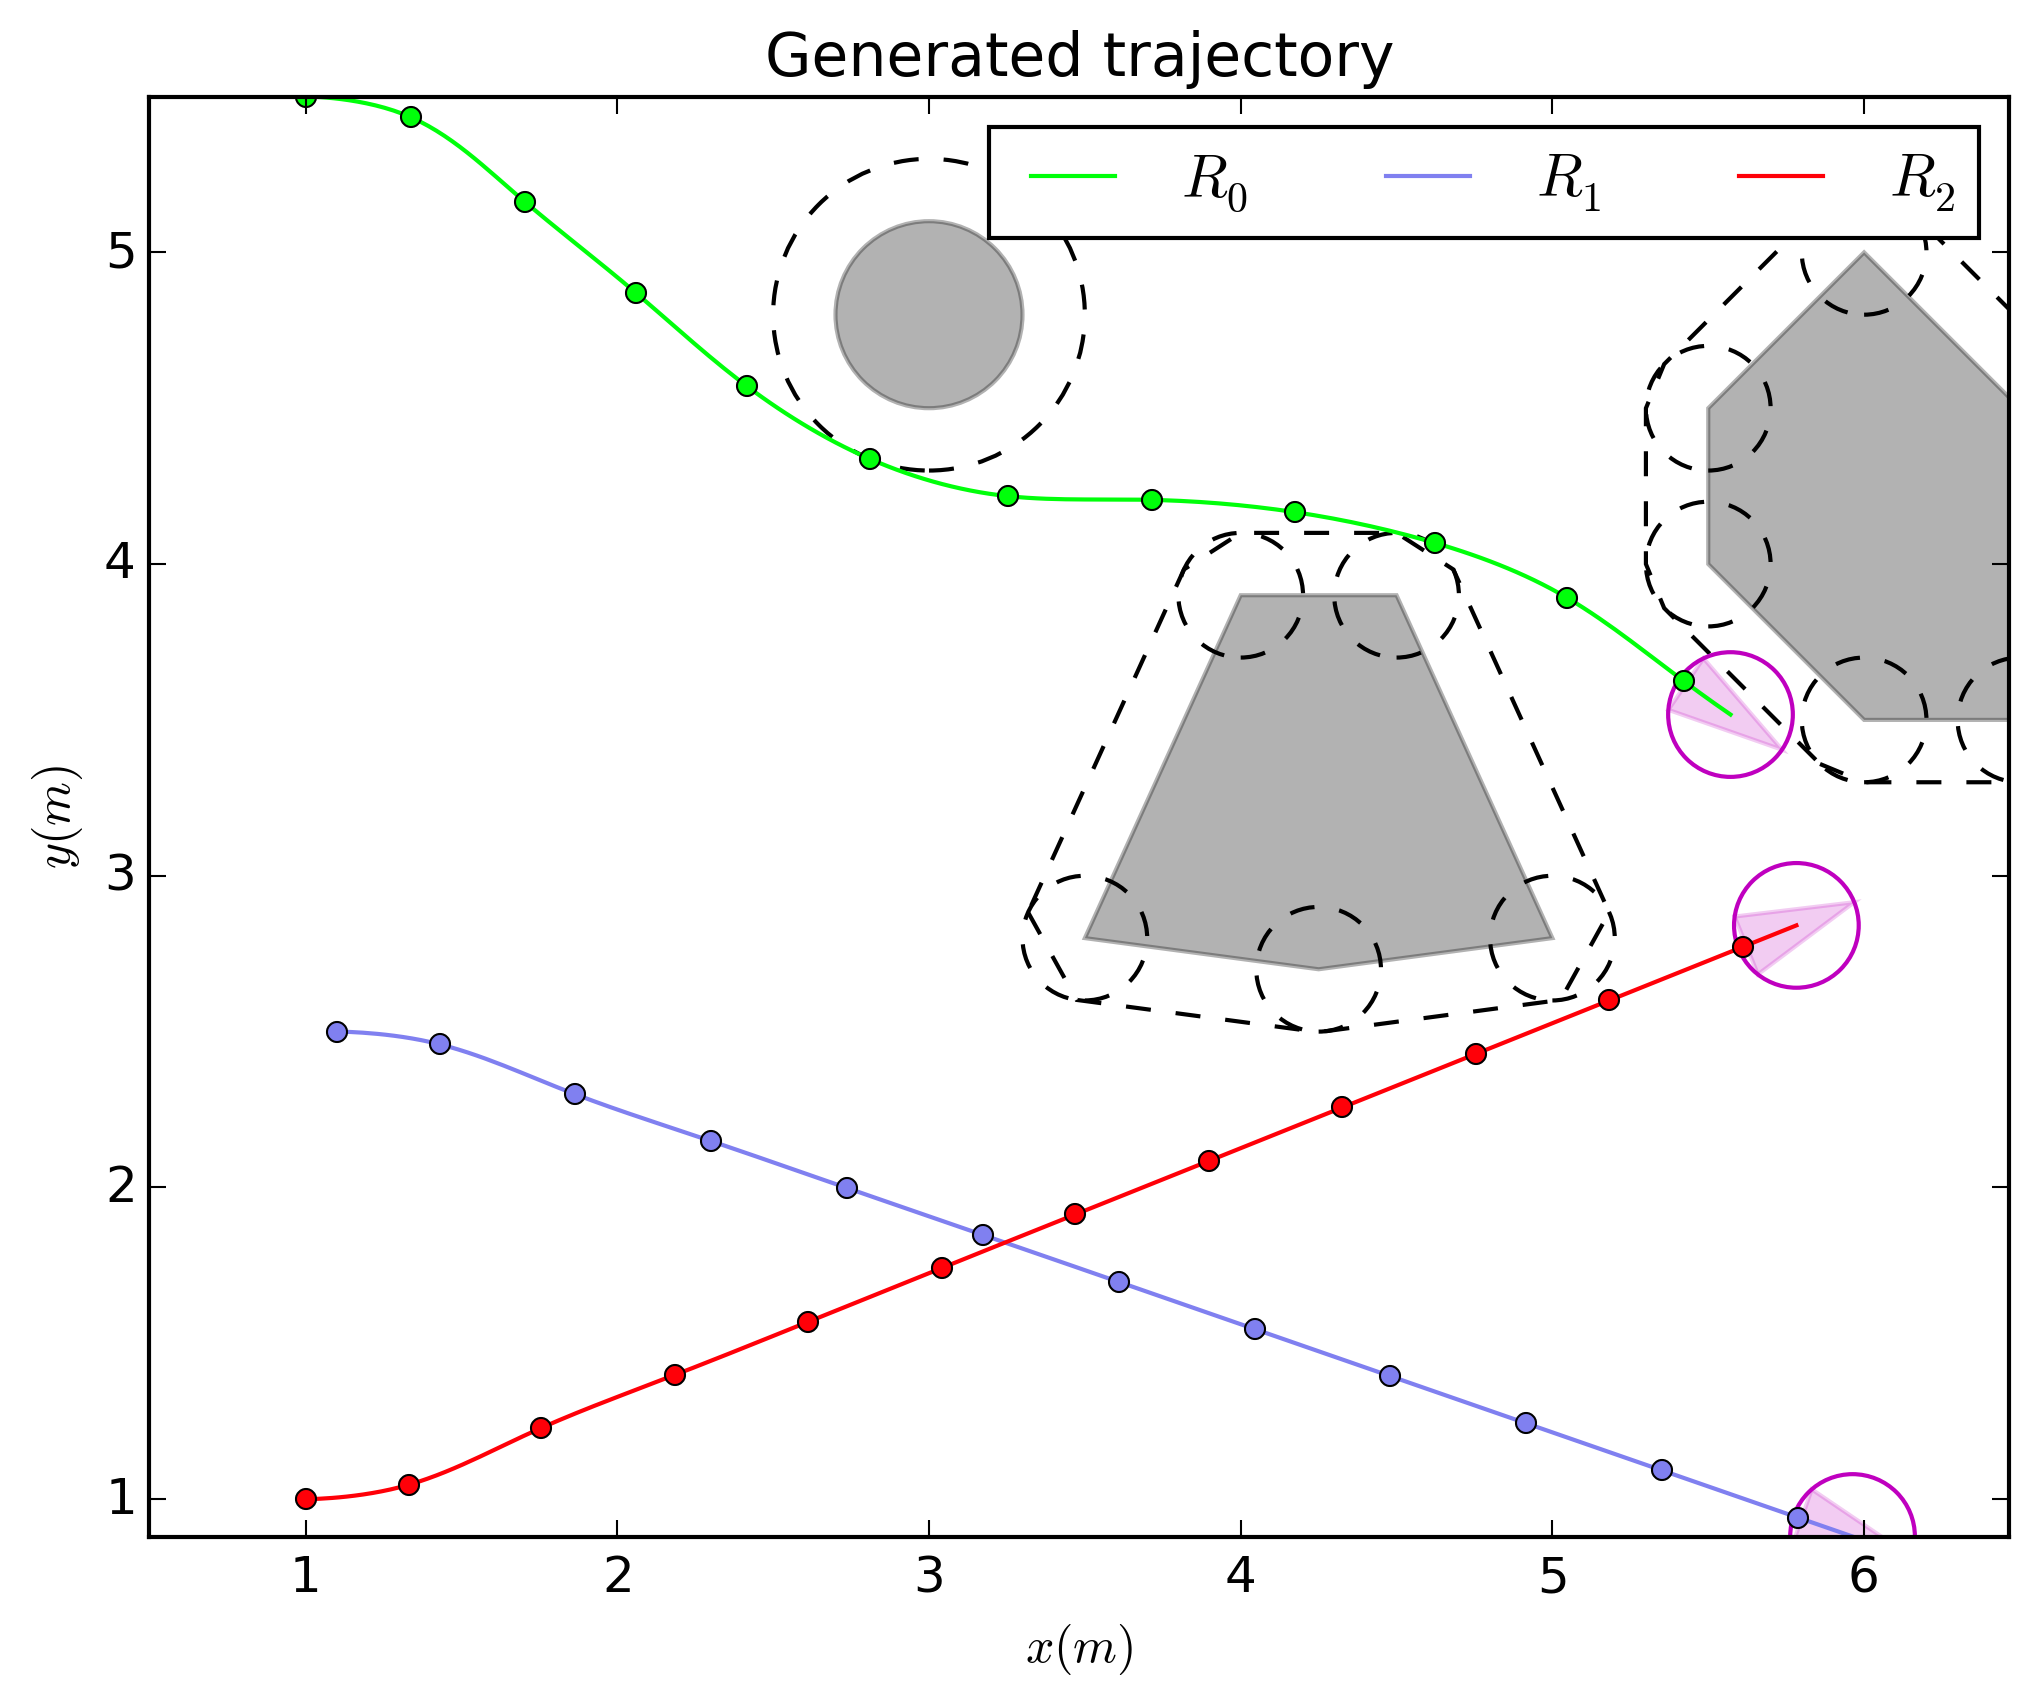 Generated trajectory
R₀ R₁ R₂
5
4
3
2
1
y(m)
1 2 3 4 5 6
x(m)